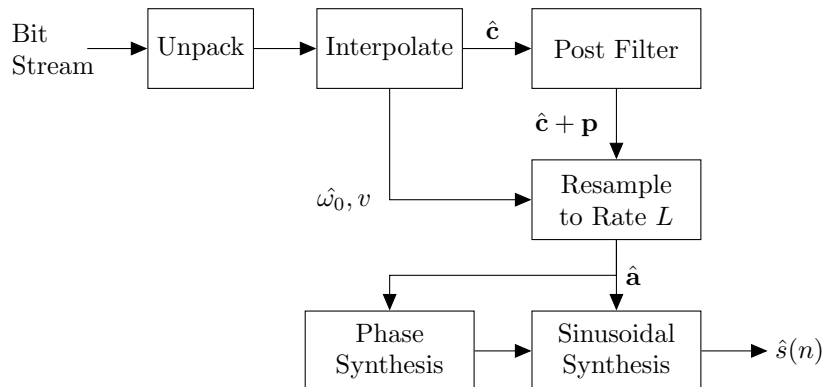 Bit
Stream
Unpack
Interpolate
ĉ
Post Filter
ĉ + p
Resample
to Rate L
ω̂₀, v
â
Phase
Synthesis
Sinusoidal
Synthesis
ŝ(n)